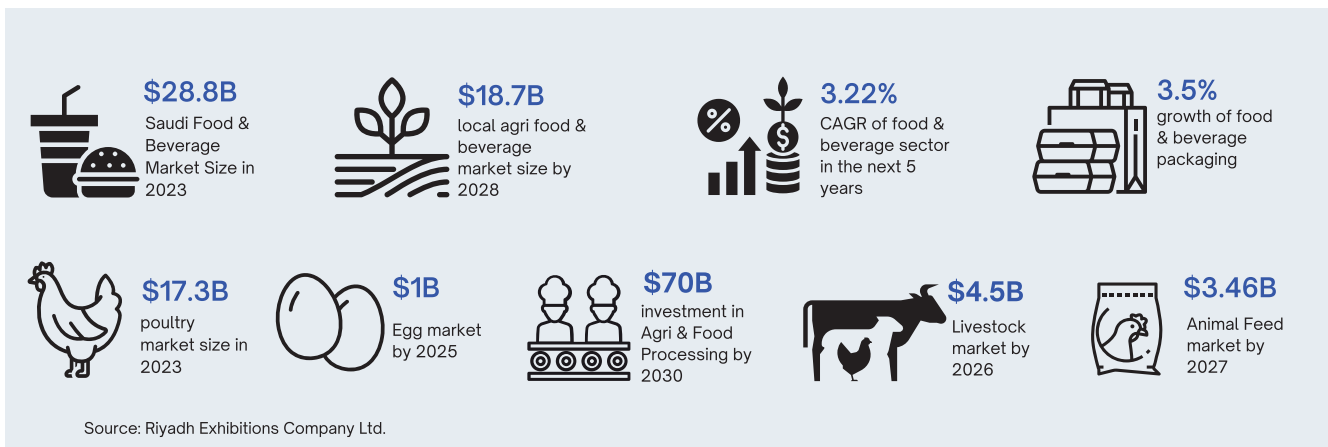 $28.8B
Saudi Food &
Beverage
Market Size in
2023
$18.7B
local agri food &
beverage
market size by
2028
%
$
3.22%
CAGR of food &
beverage sector
in the next 5
years
3.5%
growth of food
& beverage
packaging
$17.3B
poultry
market size in
2023
$1B
Egg market
by 2025
$70B
investment in
Agri & Food
Processing by
2030
$4.5B
Livestock
market by
2026
$3.46B
Animal Feed
market by
2027
Source: Riyadh Exhibitions Company Ltd.